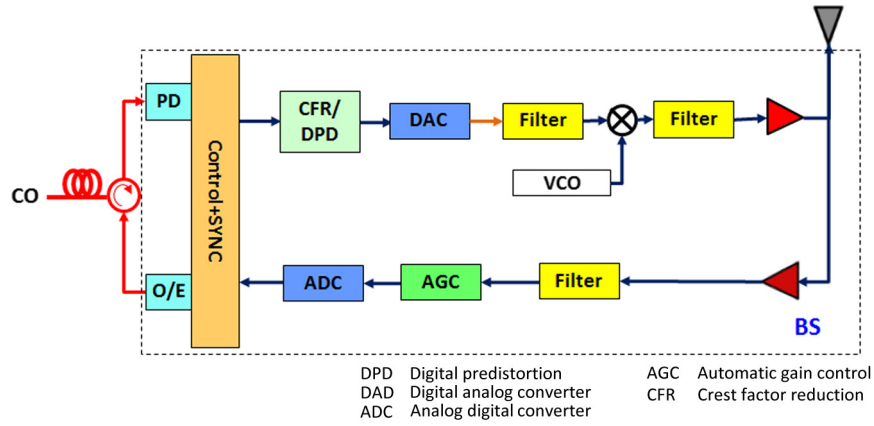 PD
CFR/
DPD
DAC
Filter
Filter
CO
Control+SYNC
VCO
O/E
ADC
AGC
Filter
BS
DPD Digital predistortion
DAD Digital analog converter
ADC Analog digital converter
AGC Automatic gain control
CFR Crest factor reduction